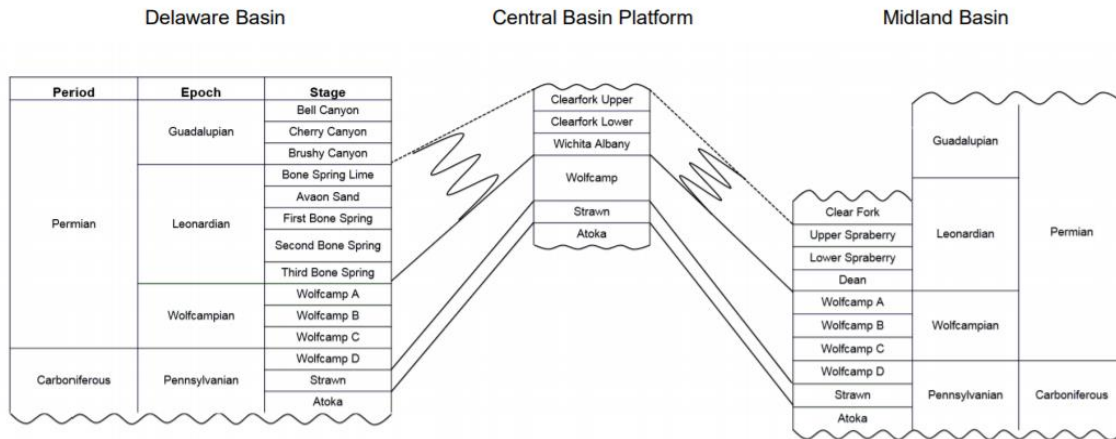 Delaware Basin
Central Basin Platform
Midland Basin
Period
Epoch
Stage
Permian
Carboniferous
Guadalupian
Leonardian
Wolfcampian
Pennsylvanian
Bell Canyon
Cherry Canyon
Brushy Canyon
Bone Spring Lime
Avaon Sand
First Bone Spring
Second Bone Spring
Third Bone Spring
Wolfcamp A
Wolfcamp B
Wolfcamp C
Wolfcamp D
Strawn
Atoka
Clearfork Upper
Clearfork Lower
Wichita Albany
Wolfcamp
Strawn
Atoka
Clear Fork
Upper Spraberry
Lower Spraberry
Dean
Wolfcamp A
Wolfcamp B
Wolfcamp C
Wolfcamp D
Strawn
Atoka
Guadalupian
Leonardian
Wolfcampian
Pennsylvanian
Permian
Carboniferous